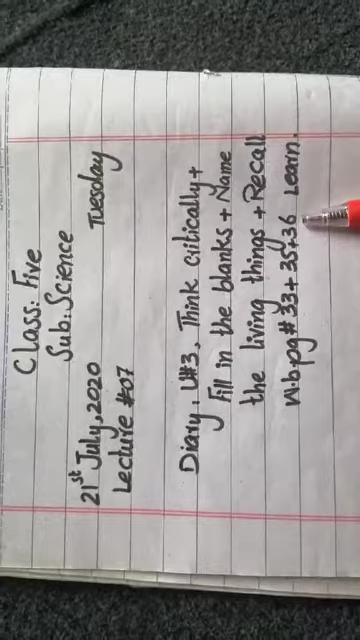 Class: Five
Sub: Science
21st July, 2020 Tuesday
Lecture #07
Diary, U#3, Think critically +
Fill in the blanks + Name
the living things + Recall
W.b pg # 33+35+36 Learn.